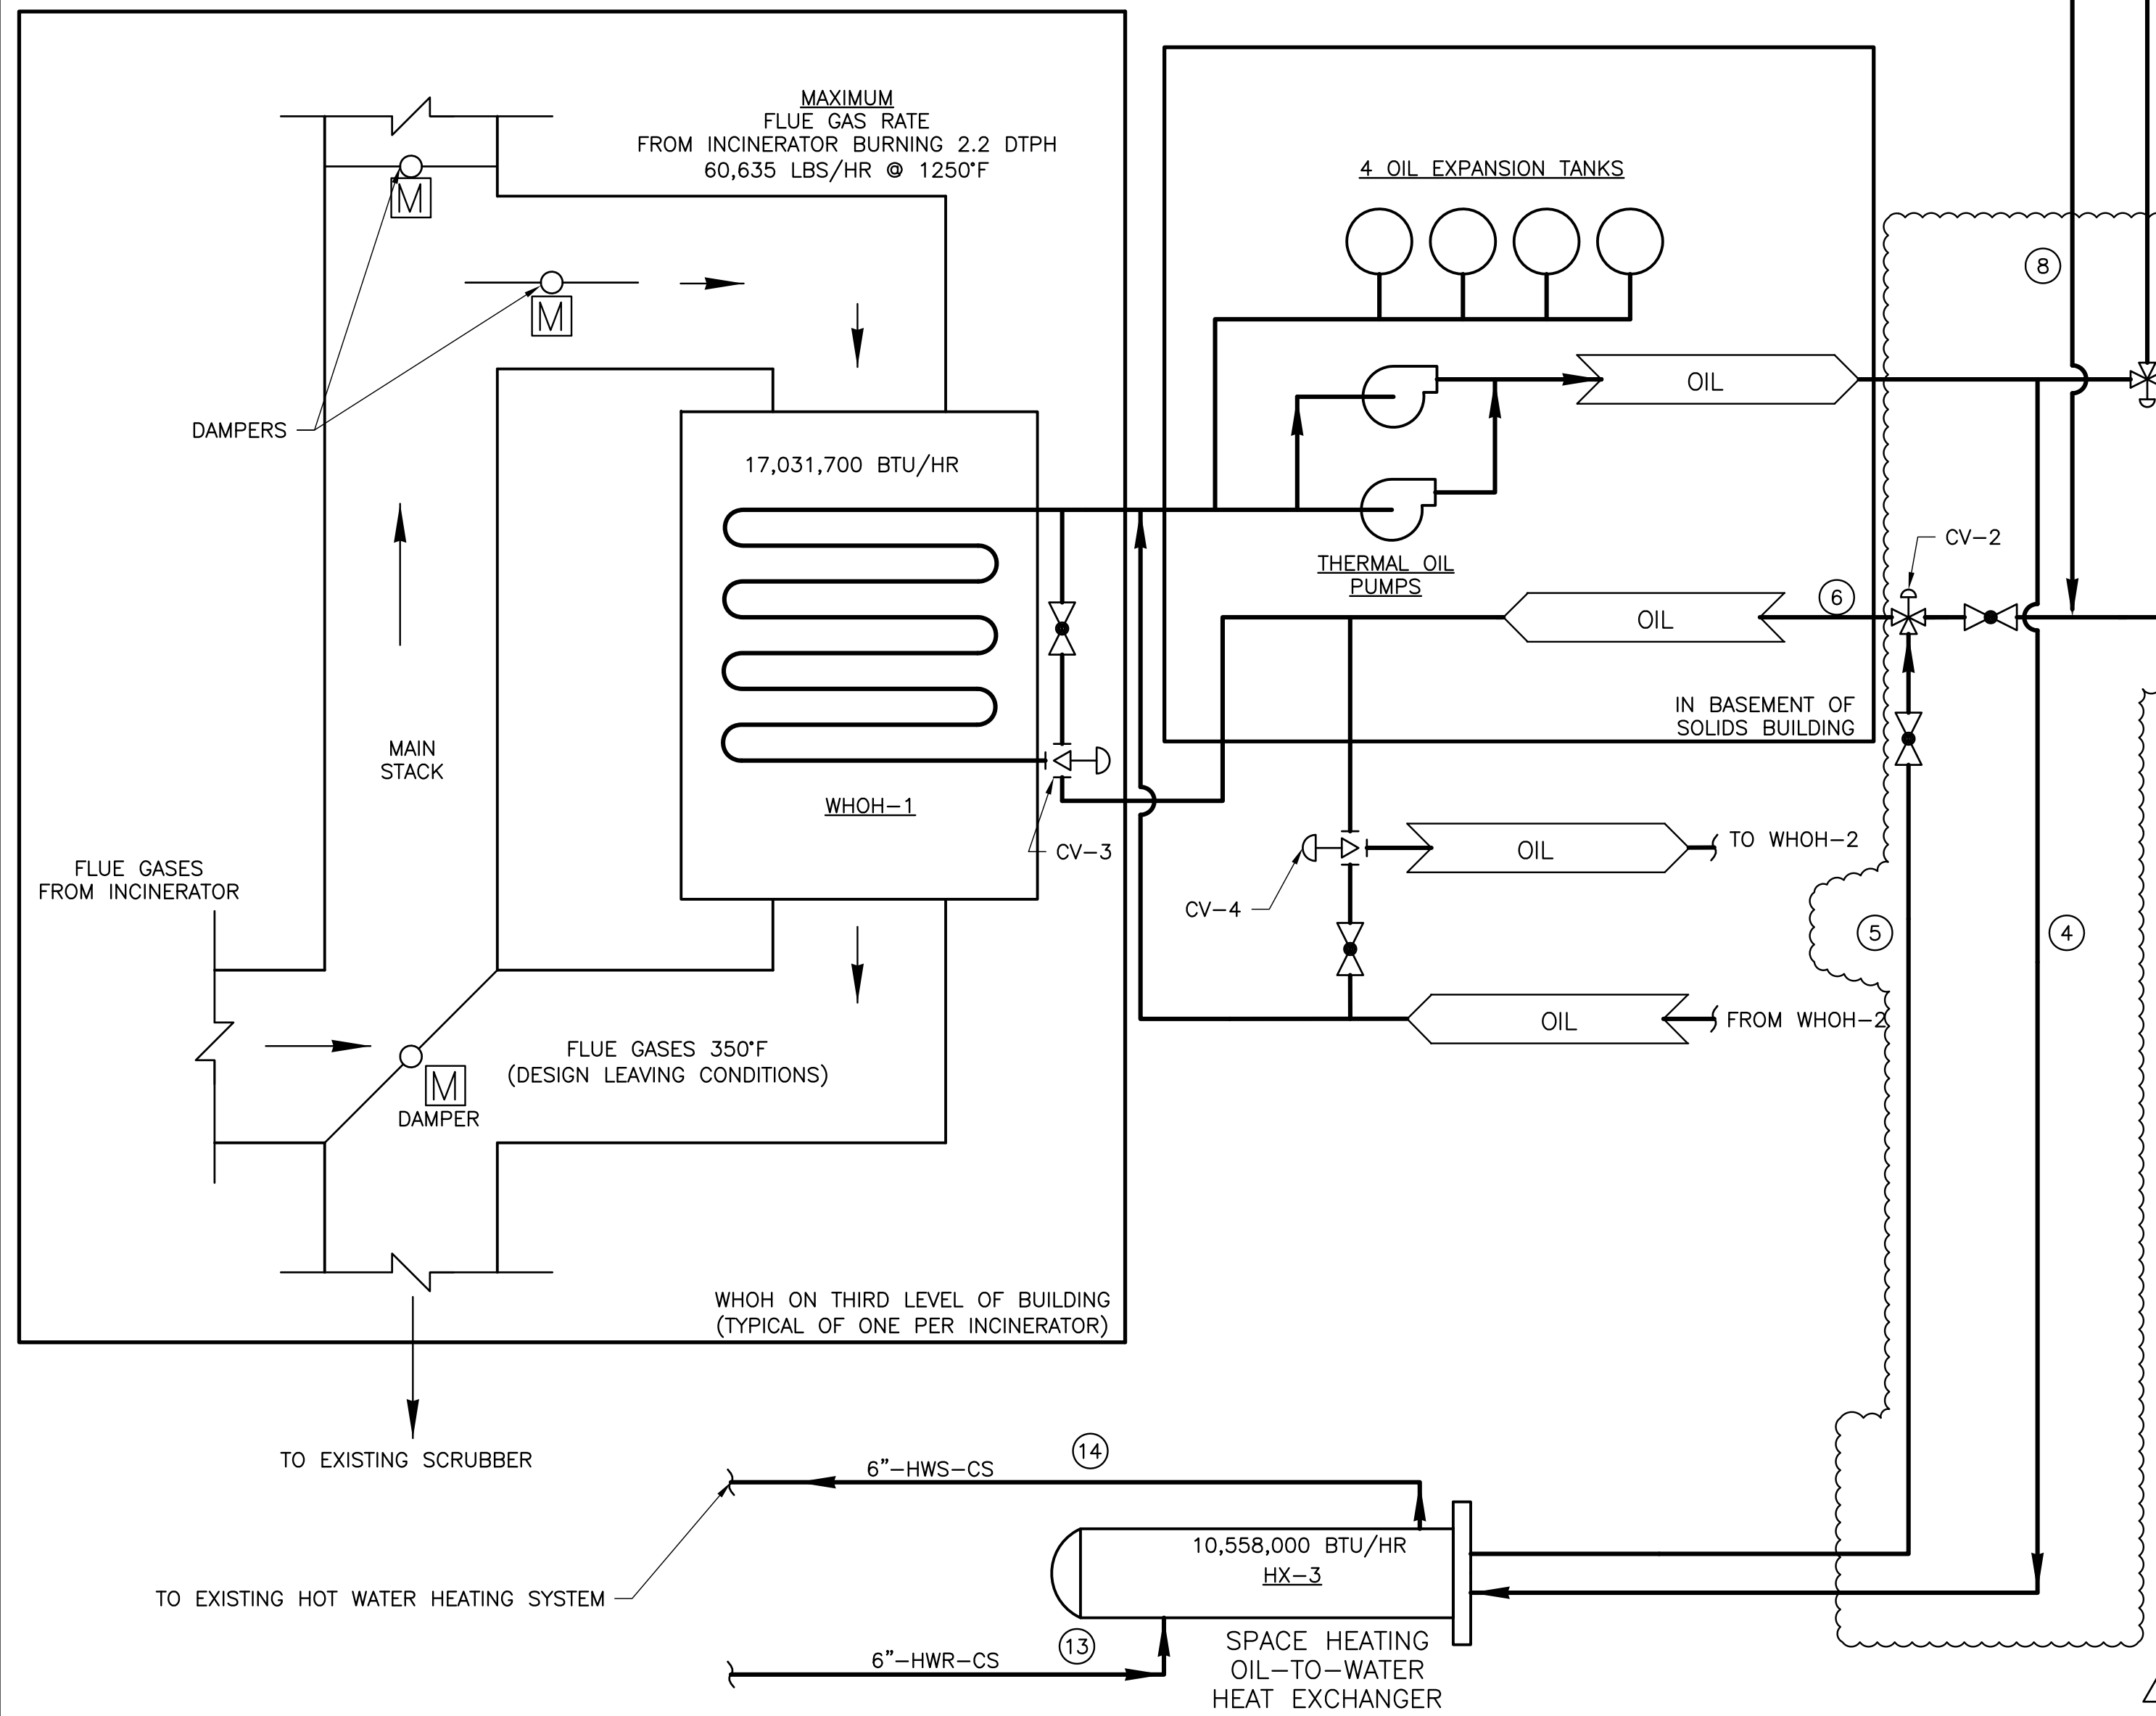 MAXIMUM
FLUE GAS RATE
FROM INCINERATOR BURNING 2.2 DTPH
60,635 LBS/HR @ 1250°F
M
M
DAMPERS
17,031,700 BTU/HR
MAIN
STACK
WHOH-1
CV-3
FLUE GASES
FROM INCINERATOR
FLUE GASES 350°F
(DESIGN LEAVING CONDITIONS)
M
DAMPER
WHOH ON THIRD LEVEL OF BUILDING
(TYPICAL OF ONE PER INCINERATOR)
TO EXISTING SCRUBBER
4 OIL EXPANSION TANKS
OIL
THERMAL OIL
PUMPS
OIL
6
IN BASEMENT OF
SOLIDS BUILDING
8
CV-2
OIL
TO WHOH-2
CV-4
5
4
OIL
FROM WHOH-2
14
6"-HWS-CS
10,558,000 BTU/HR
HX-3
TO EXISTING HOT WATER HEATING SYSTEM
13
6"-HWR-CS
SPACE HEATING
OIL-TO-WATER
HEAT EXCHANGER